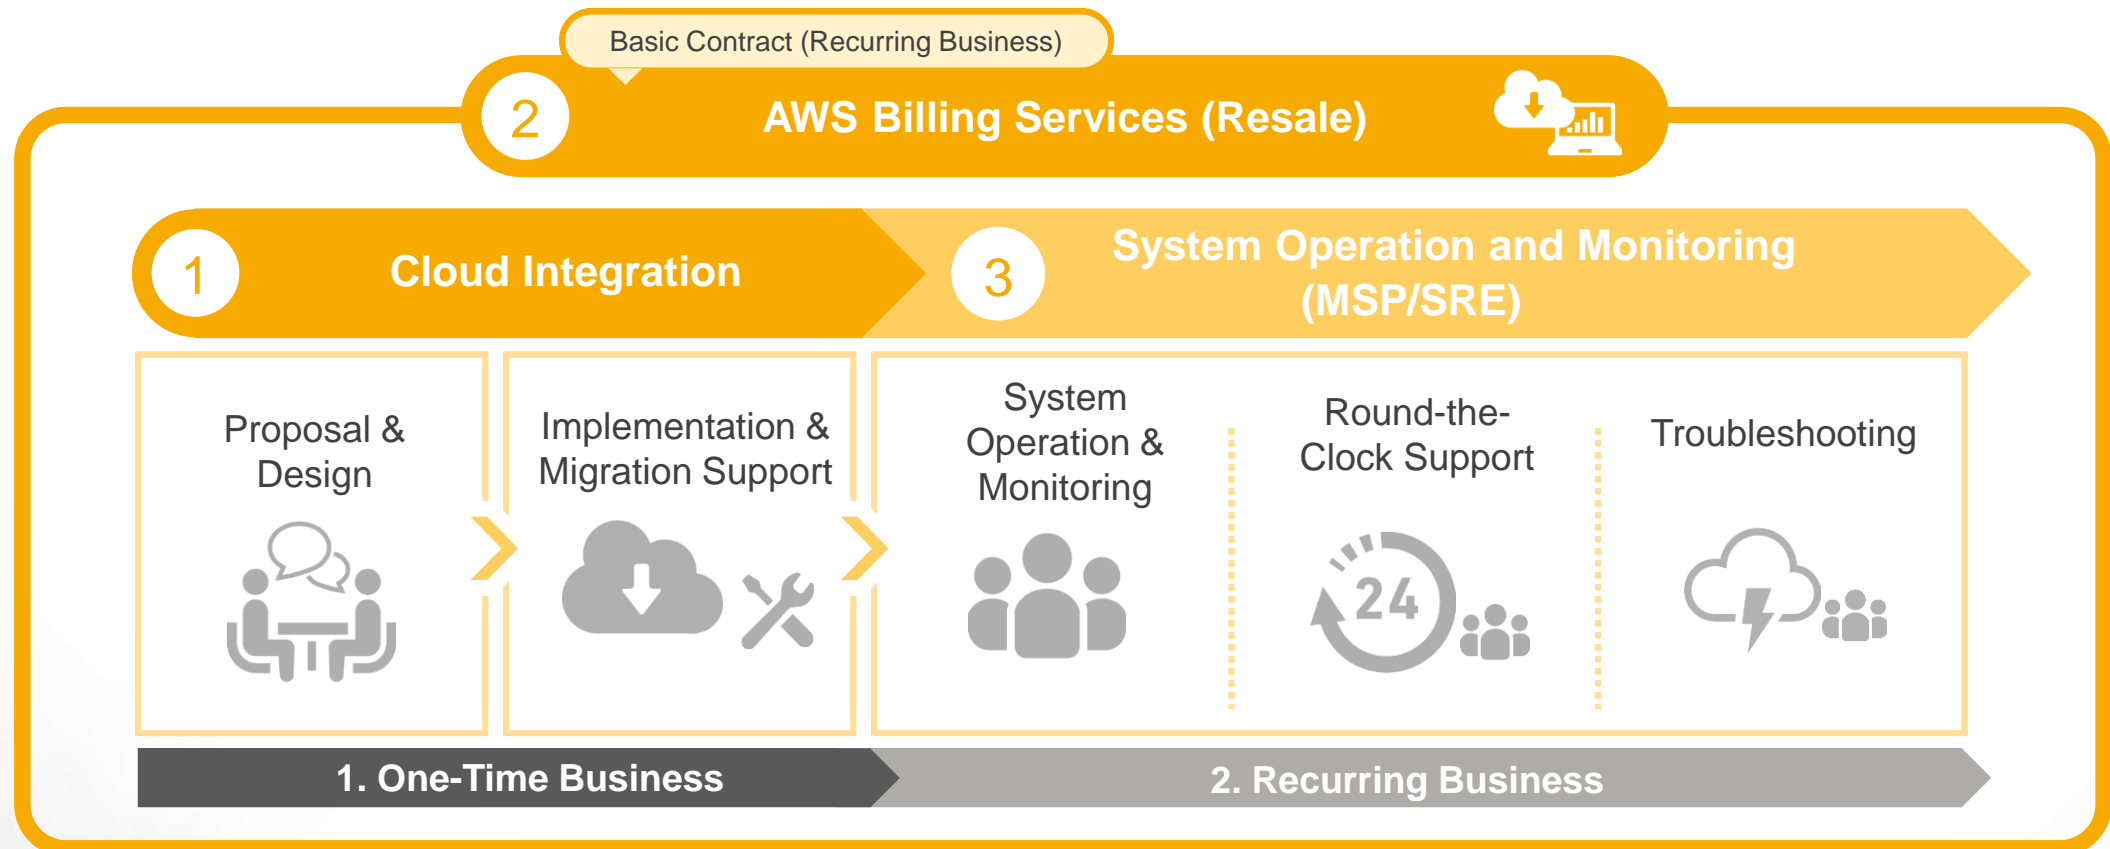 Basic Contract (Recurring Business)
2
AWS Billing Services (Resale)
1
Cloud Integration
3
System Operation and Monitoring
(MSP/SRE)
Proposal &
Design
Implementation &
Migration Support
System
Operation &
Monitoring
Round-the-
Clock Support
24
Troubleshooting
1. One-Time Business
2. Recurring Business